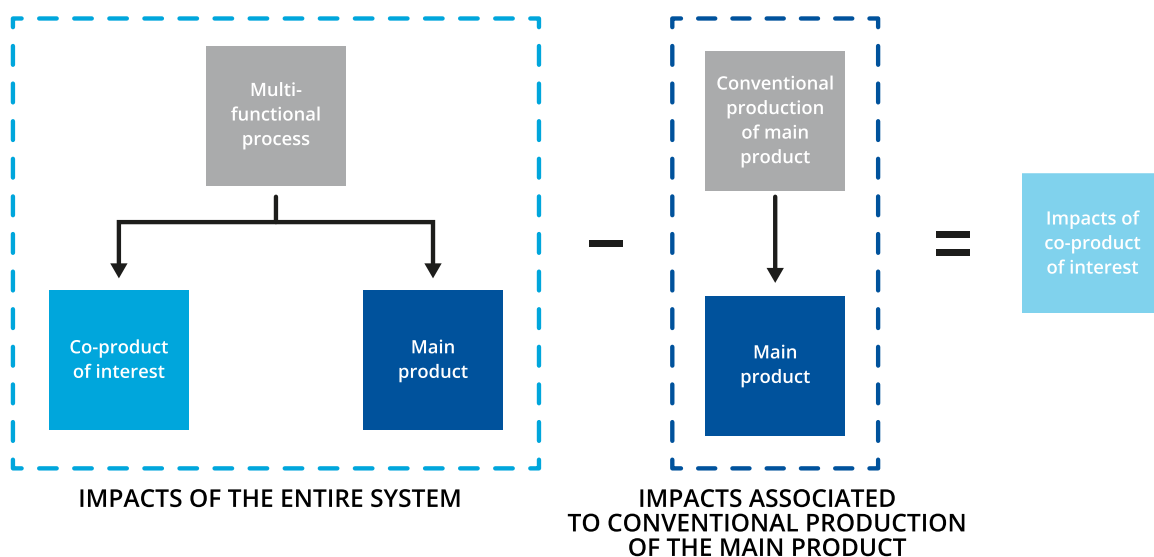 Multi-
functional
process
Co-product
of interest
Main
product
IMPACTS OF THE ENTIRE SYSTEM
–
Conventional
production
of main
product
Main
product
IMPACTS ASSOCIATED
TO CONVENTIONAL PRODUCTION
OF THE MAIN PRODUCT
=
Impacts of
co-product
of interest